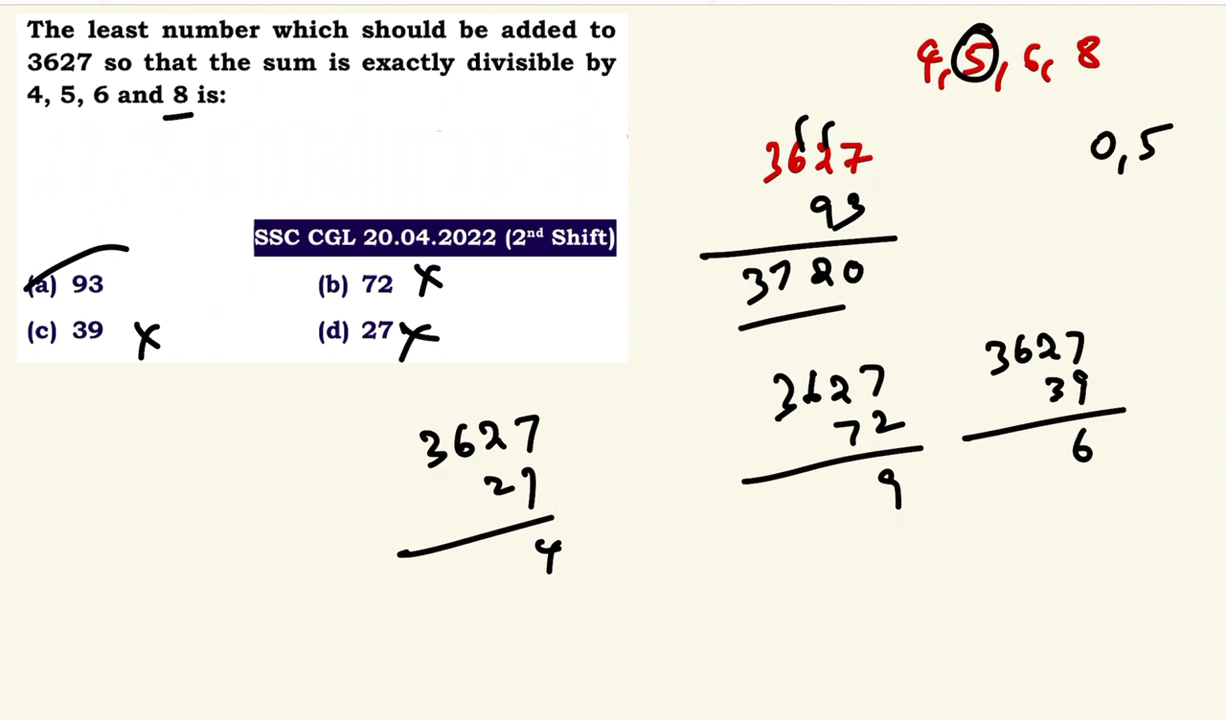 The least number which should be added to
3627 so that the sum is exactly divisible by
4, 5, 6 and 8 is:
SSC CGL 20.04.2022 (2nd Shift)
(a) 93
(b) 72 x
(c) 39 x
(d) 27 x
4, 5, 6, 8
0, 5
3627
93
3720
3627
72
9
3627
39
6
3627
27
4